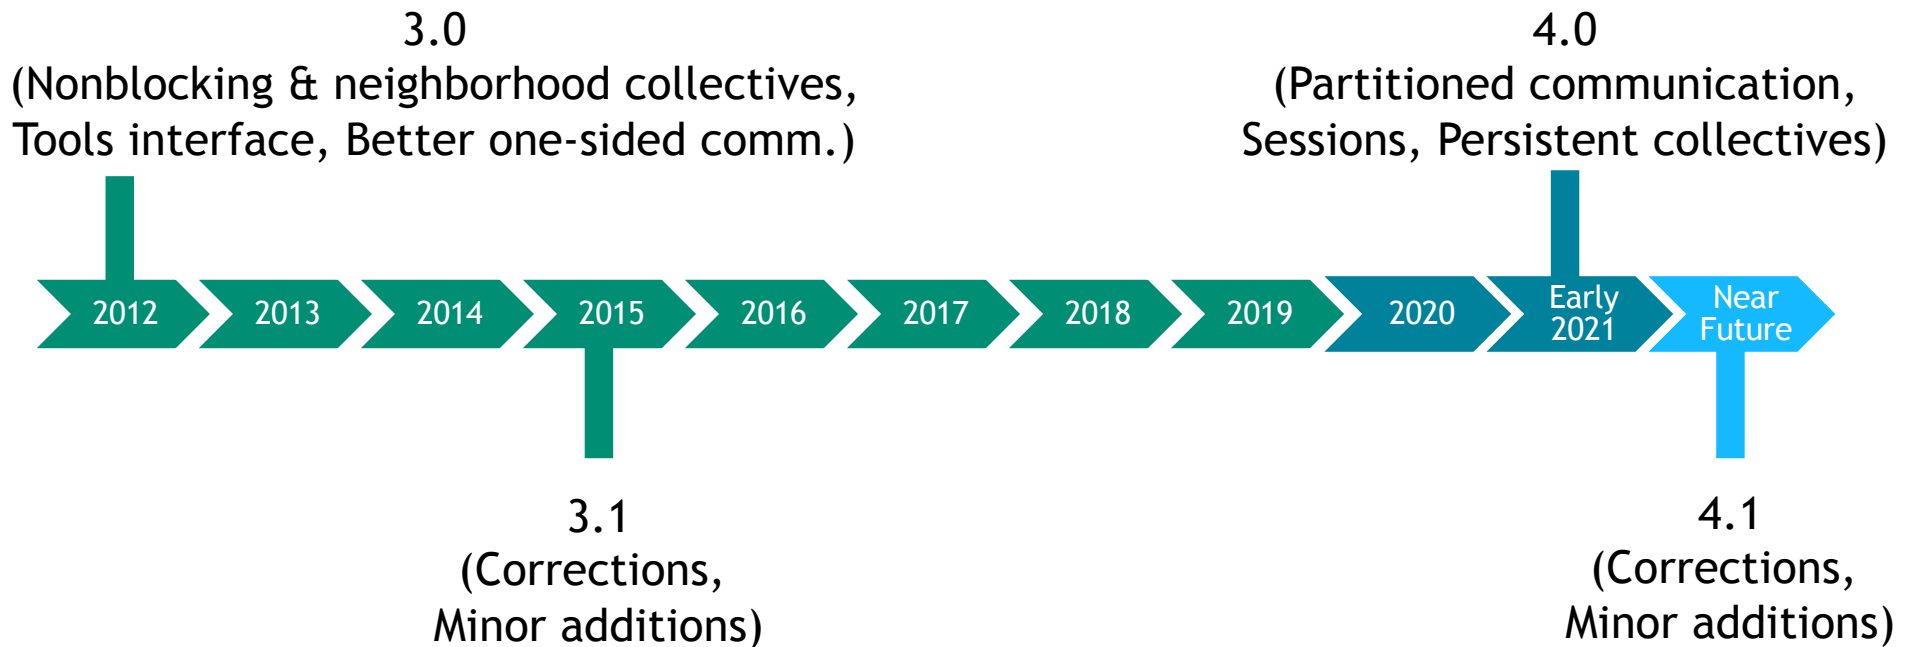 3.0
(Nonblocking & neighborhood collectives,
Tools interface, Better one-sided comm.)
4.0
(Partitioned communication,
Sessions, Persistent collectives)
2012
2013
2014
2015
2016
2017
2018
2019
2020
Early
2021
Near
Future
3.1
(Corrections,
Minor additions)
4.1
(Corrections,
Minor additions)